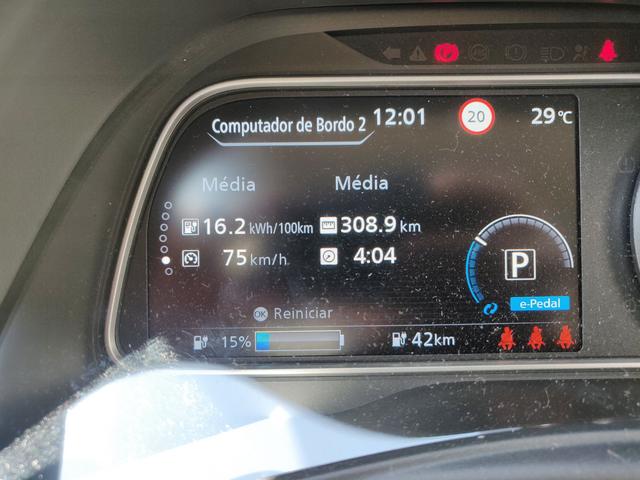 Computador de Bordo 2 12:01 20 29°C
Média Média
16.2 kWh/100km 308.9 km
75 km/h 4:04
P
e-Pedal
OK Reiniciar
15% 42km